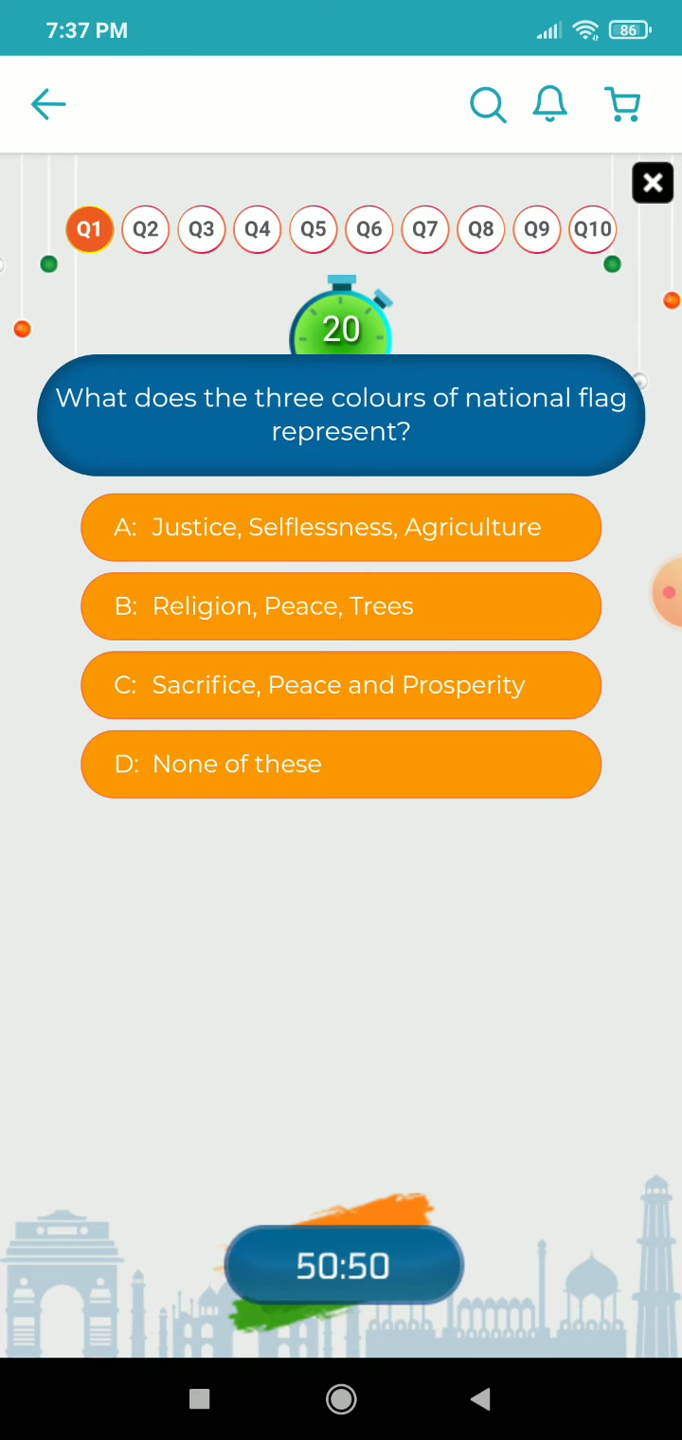 7:37 PM
86
Q1 Q2 Q3 Q4 Q5 Q6 Q7 Q8 Q9 Q10
20
What does the three colours of national flag
represent?
A: Justice, Selflessness, Agriculture
B: Religion, Peace, Trees
C: Sacrifice, Peace and Prosperity
D: None of these
50:50